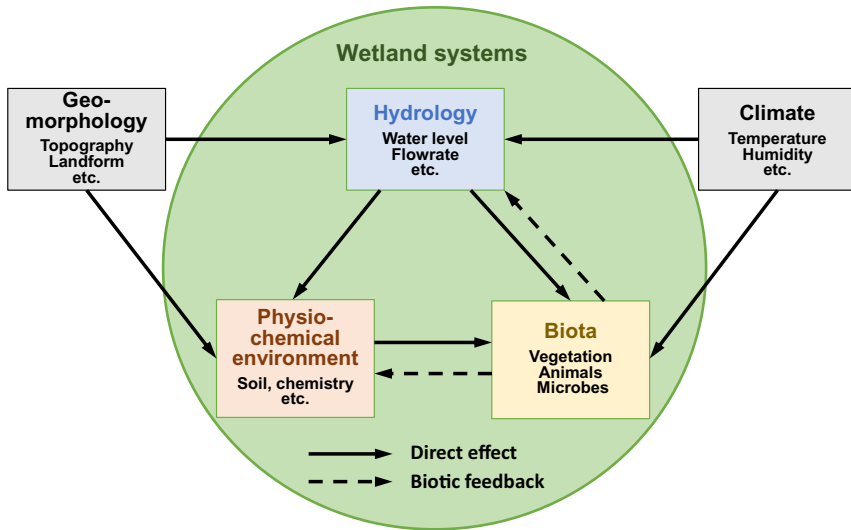 Wetland systems
Geo-
morphology
Topography
Landform
etc.
Hydrology
Water level
Flowrate
etc.
Climate
Temperature
Humidity
etc.
Physio-
chemical
environment
Soil, chemistry
etc.
Biota
Vegetation
Animals
Microbes
Direct effect
Biotic feedback